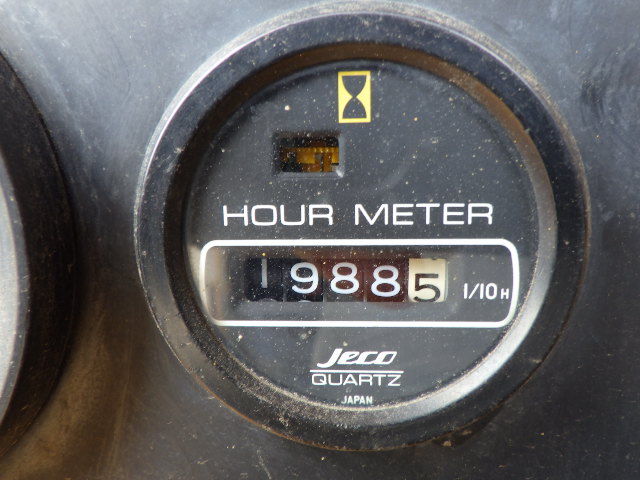 HOUR METER
19885 1/10H
Jeco
QUARTZ
JAPAN